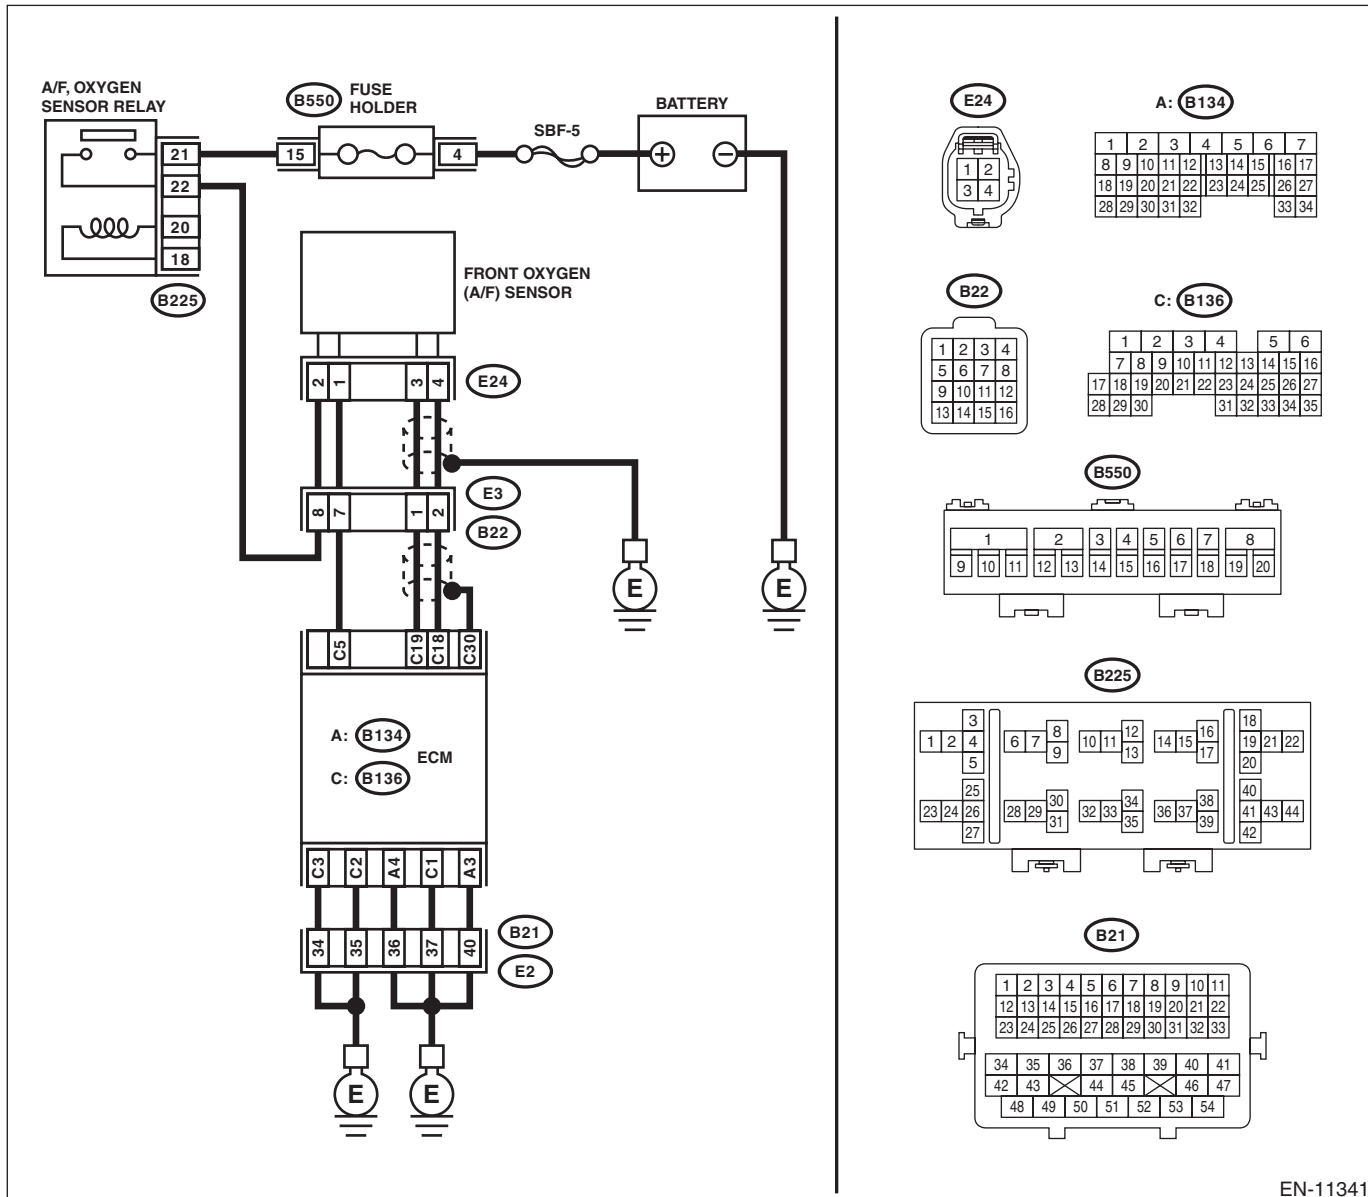 A/F, OXYGEN
SENSOR RELAY
B550
FUSE
HOLDER
BATTERY
SBF-5
21
15
4
22
20
18
B225
FRONT OXYGEN
(A/F) SENSOR
2 1 3 4
E24
8 7 1 2
E3
B22
E E
C5 C19 C18 C30
A: B134
ECM
C: B136
C3 C2 A4 C1 A3
34 35 36 37 40
B21
E2
E E
E24
1 2
3 4
A: B134
1 2 3 4 5 6 7
8 9 10 11 12 13 14 15 16 17
18 19 20 21 22 23 24 25 26 27
28 29 30 31 32 33 34
B22
1 2 3 4
5 6 7 8
9 10 11 12
13 14 15 16
C: B136
1 2 3 4 5 6
7 8 9 10 11 12 13 14 15 16
17 18 19 20 21 22 23 24 25 26 27
28 29 30 31 32 33 34 35
B550
1 2 3 4 5 6 7 8
9 10 11 12 13 14 15 16 17 18 19 20
B225
3 8 12 16 18
1 2 4 6 7 10 11 14 15 19 21 22
5 9 13 17 20
25 30 34 38 40
23 24 26 28 29 32 33 36 37 41 43 44
27 31 35 39 42
B21
1 2 3 4 5 6 7 8 9 10 11
12 13 14 15 16 17 18 19 20 21 22
23 24 25 26 27 28 29 30 31 32 33
34 35 36 37 38 39 40 41
42 43 44 45 46 47
48 49 50 51 52 53 54
EN-11341